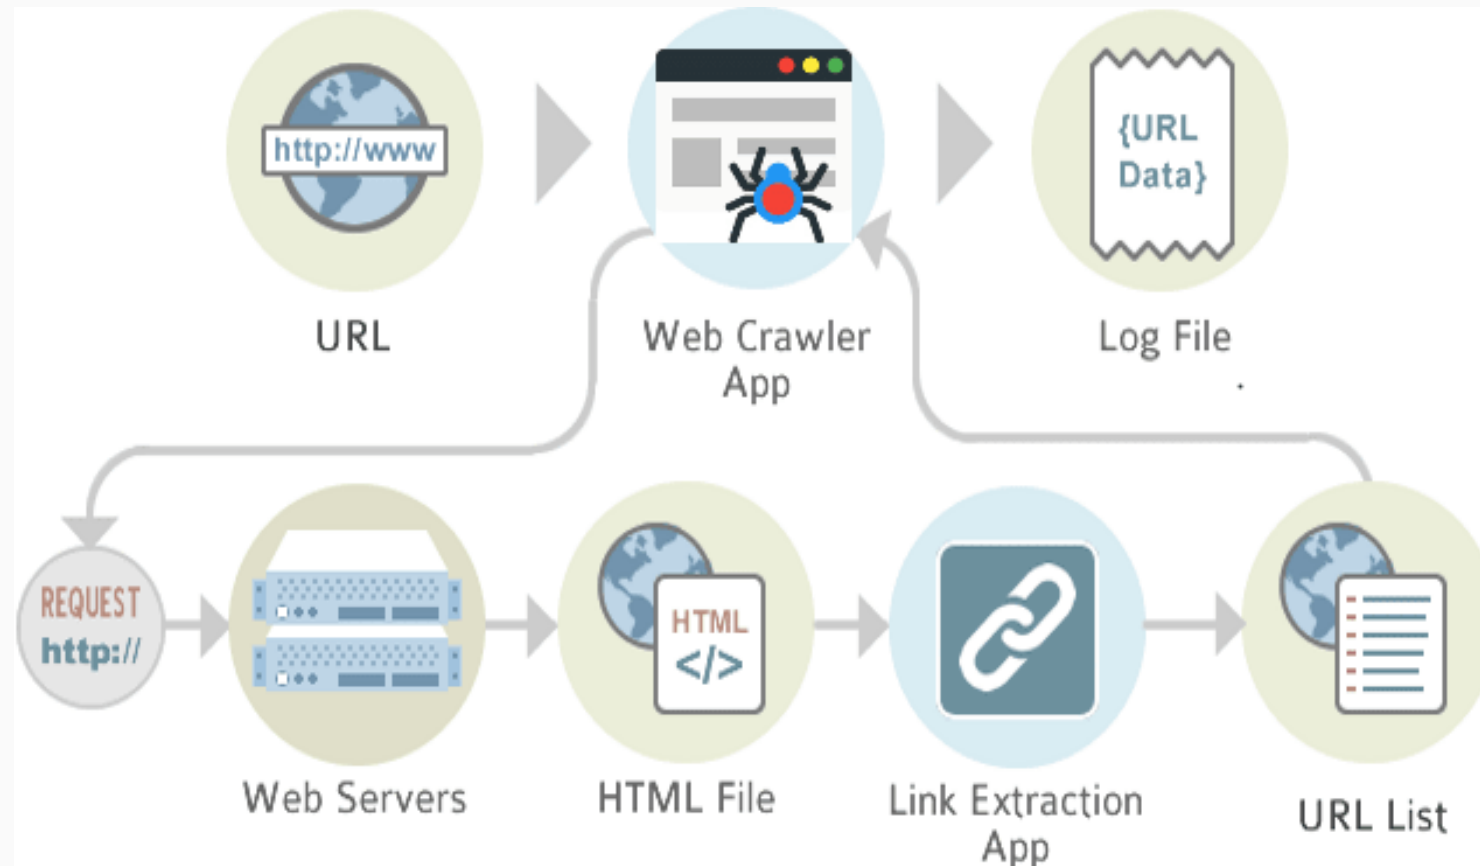 http://www
{URL
Data}
URL
Web Crawler
App
Log File
REQUEST
http://
HTML
</>
Web Servers
HTML File
Link Extraction
App
URL List